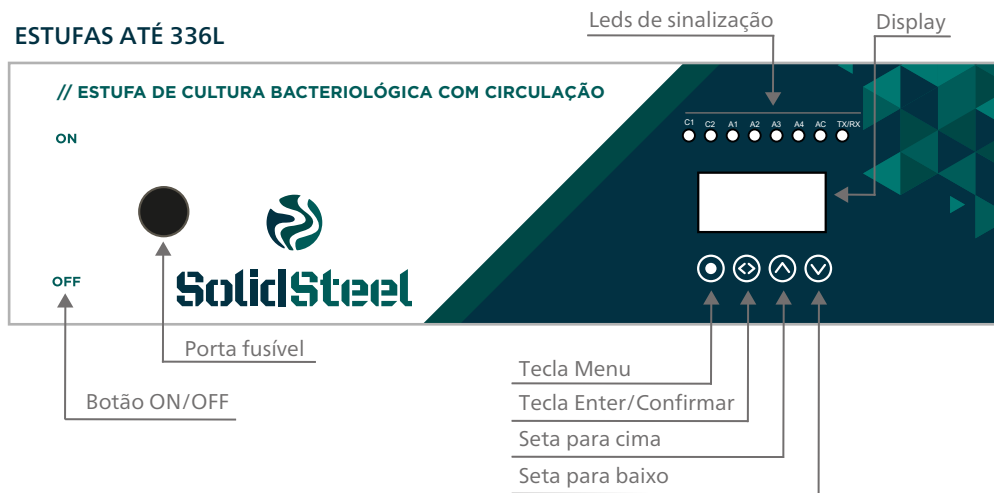 Leds de sinalização
Display
ESTUFAS ATÉ 336L
// ESTUFA DE CULTURA BACTERIOLÓGICA COM CIRCULAÇÃO
C1 C2 A1 A2 A3 A4 AC TX/RX
ON
OFF
SolidSteel
Porta fusível
Botão ON/OFF
Tecla Menu
Tecla Enter/Confirmar
Seta para cima
Seta para baixo